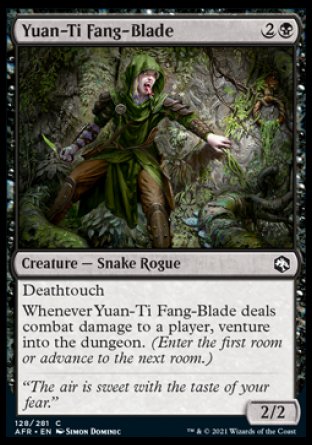 Yuan-Ti Fang-Blade 2
Creature — Snake Rogue
Deathtouch
Whenever Yuan-Ti Fang-Blade deals
combat damage to a player, venture
into the dungeon. (Enter the first room
or advance to the next room.)
“The air is sweet with the taste of your
fear.”
2/2
128/281 C
AFR • EN SIMON DOMINIC ™ & © 2021 Wizards of the Coast